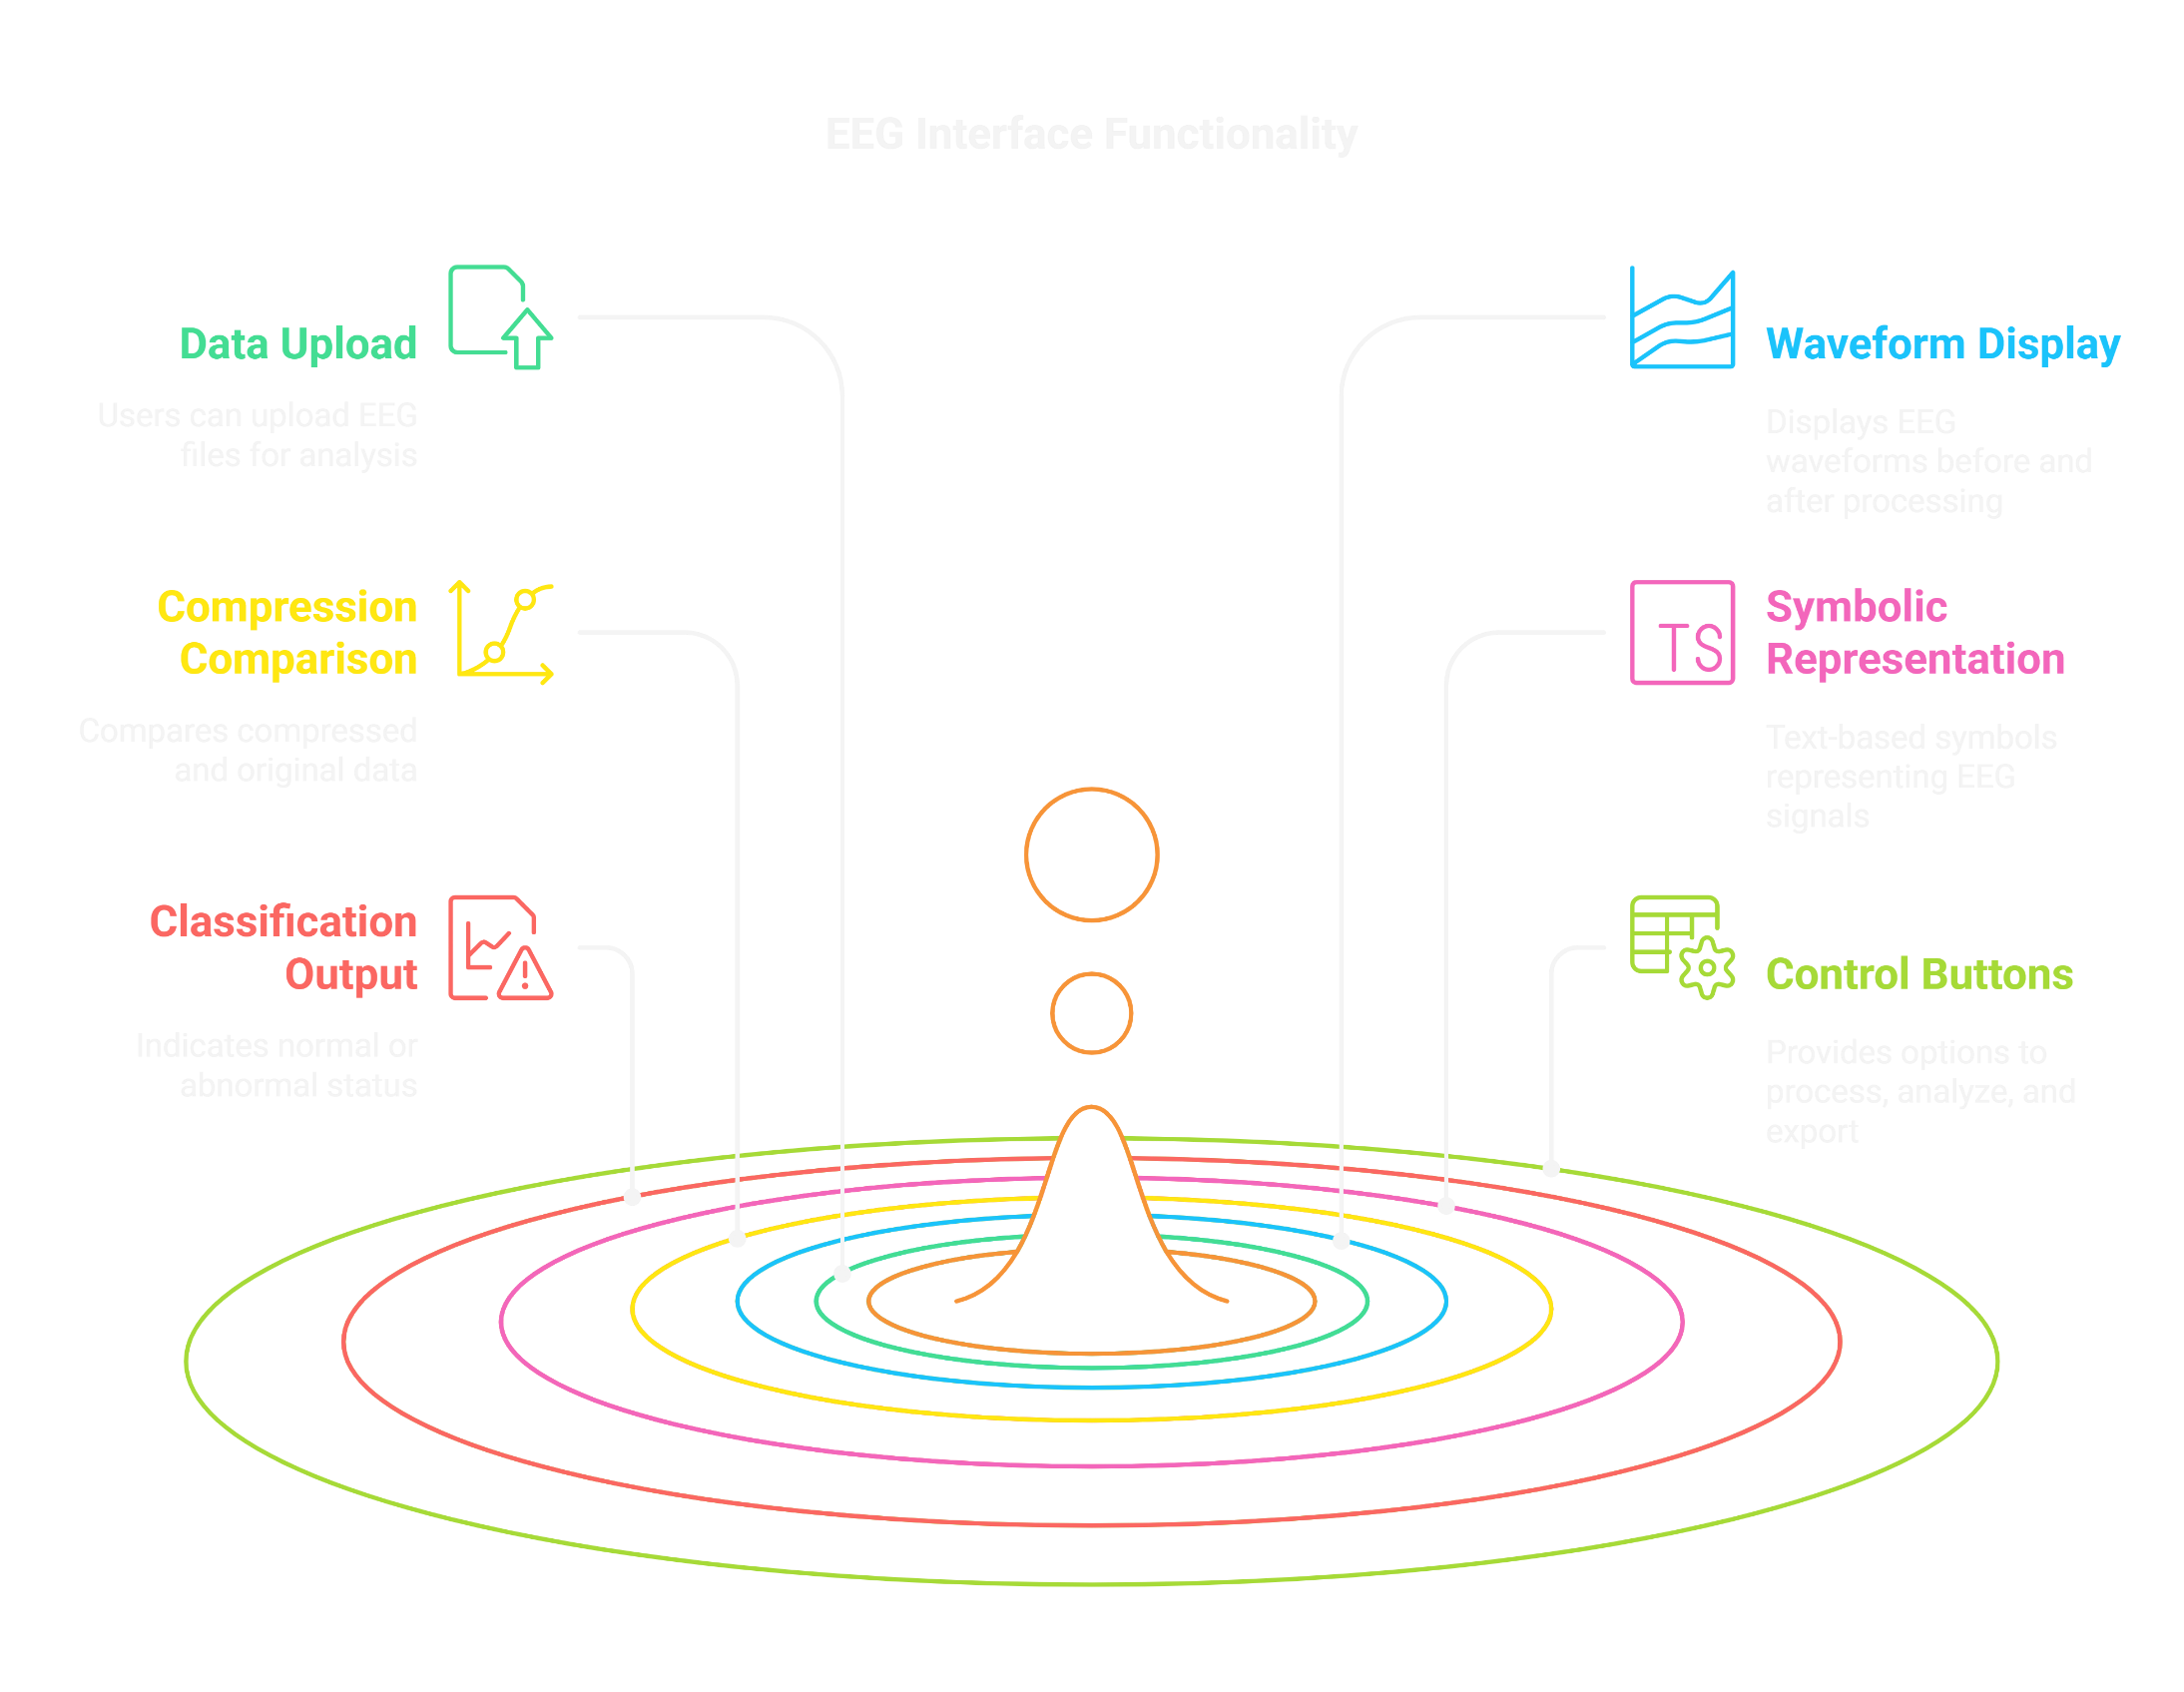 EEG Interface Functionality
Data Upload
Users can upload EEG
files for analysis
Compression
Comparison
Compares compressed
and original data
Classification
Output
Indicates normal or
abnormal status
Waveform Display
Displays EEG
waveforms before and
after processing
TS
Symbolic
Representation
Text-based symbols
representing EEG
signals
Control Buttons
Provides options to
process, analyze, and
export